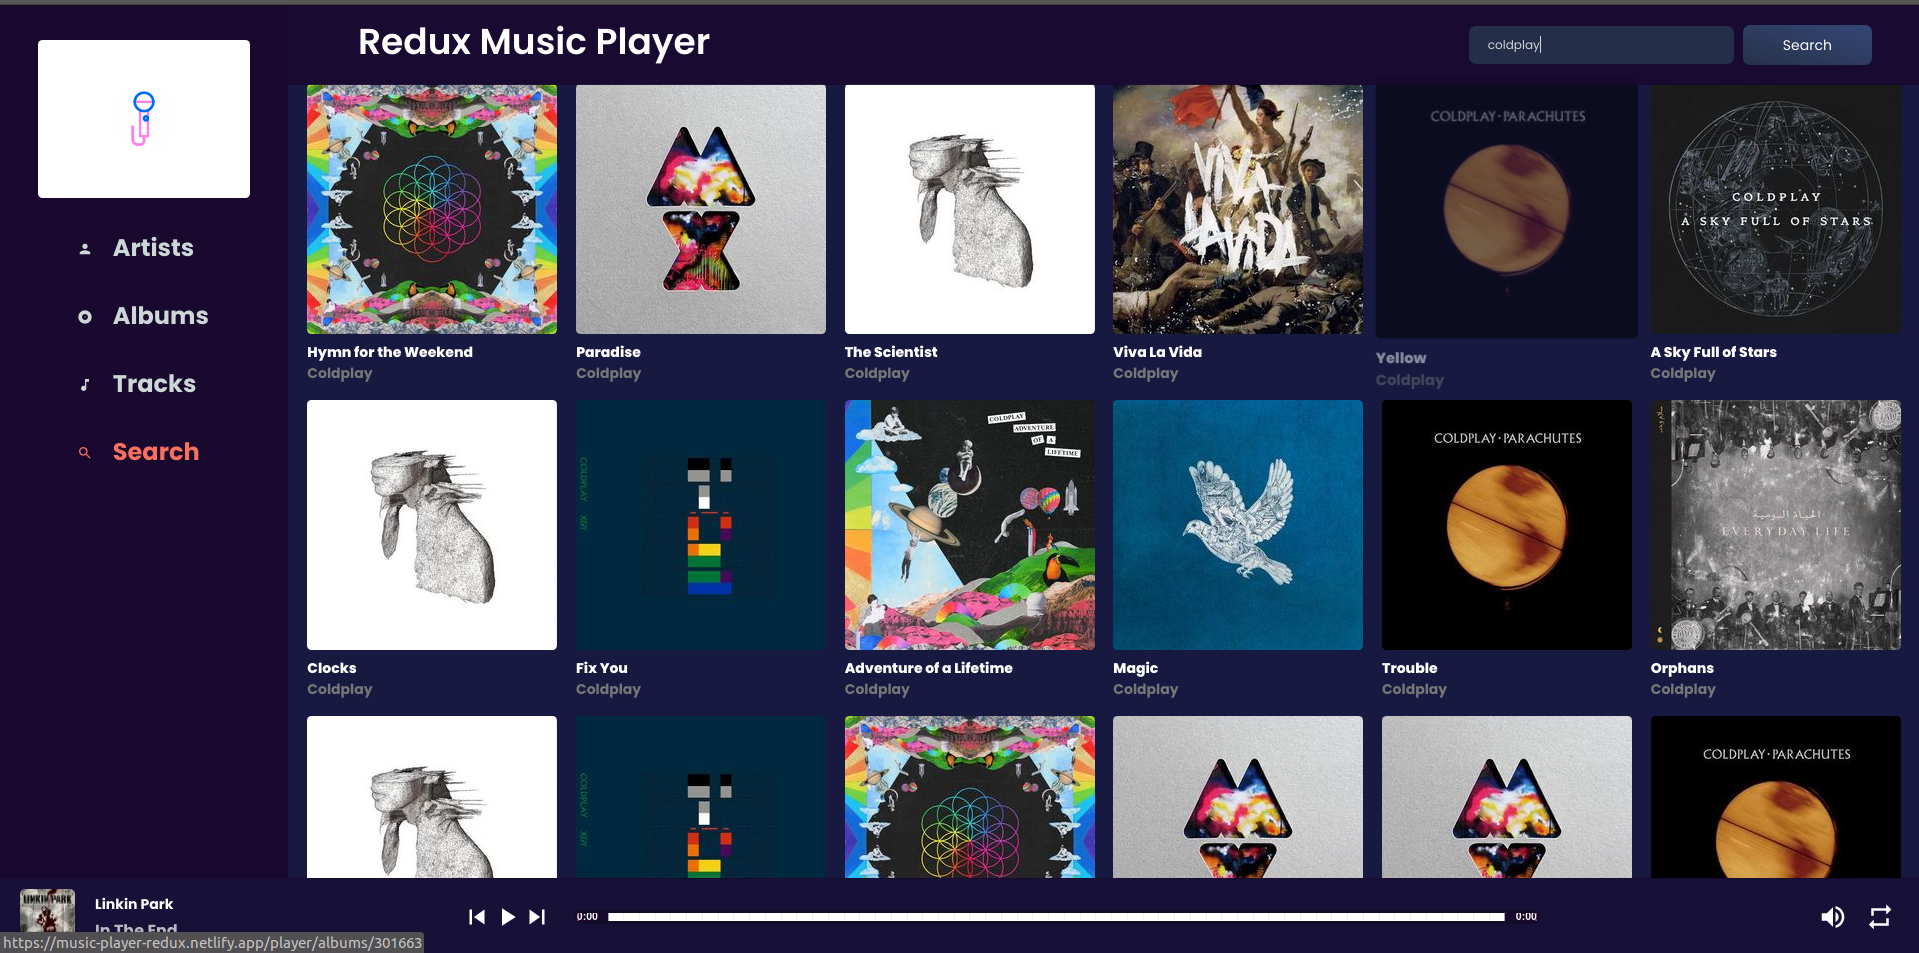 Redux Music Player
coldplay
Search
Artists
Albums
Tracks
Search
VIVA LA VIDA
COLDPLAY·PARACHUTES
COLDPLAY
A SKY FULL OF STARS
Hymn for the Weekend
Coldplay
Paradise
Coldplay
The Scientist
Coldplay
Viva La Vida
Coldplay
Yellow
Coldplay
A Sky Full of Stars
Coldplay
COLDPLAY X&Y
COLDPLAY
ADVENTURE
OF A
LIFETIME
COLDPLAY·PARACHUTES
الحياة اليومية
EVERYDAY LIFE
Clocks
Coldplay
Fix You
Coldplay
Adventure of a Lifetime
Coldplay
Magic
Coldplay
Trouble
Coldplay
Orphans
Coldplay
COLDPLAY X&Y
COLDPLAY·PARACHUTES
LINKIN PARK
Linkin Park
In The End
0:00
0:00
https://music-player-redux.netlify.app/player/albums/301663